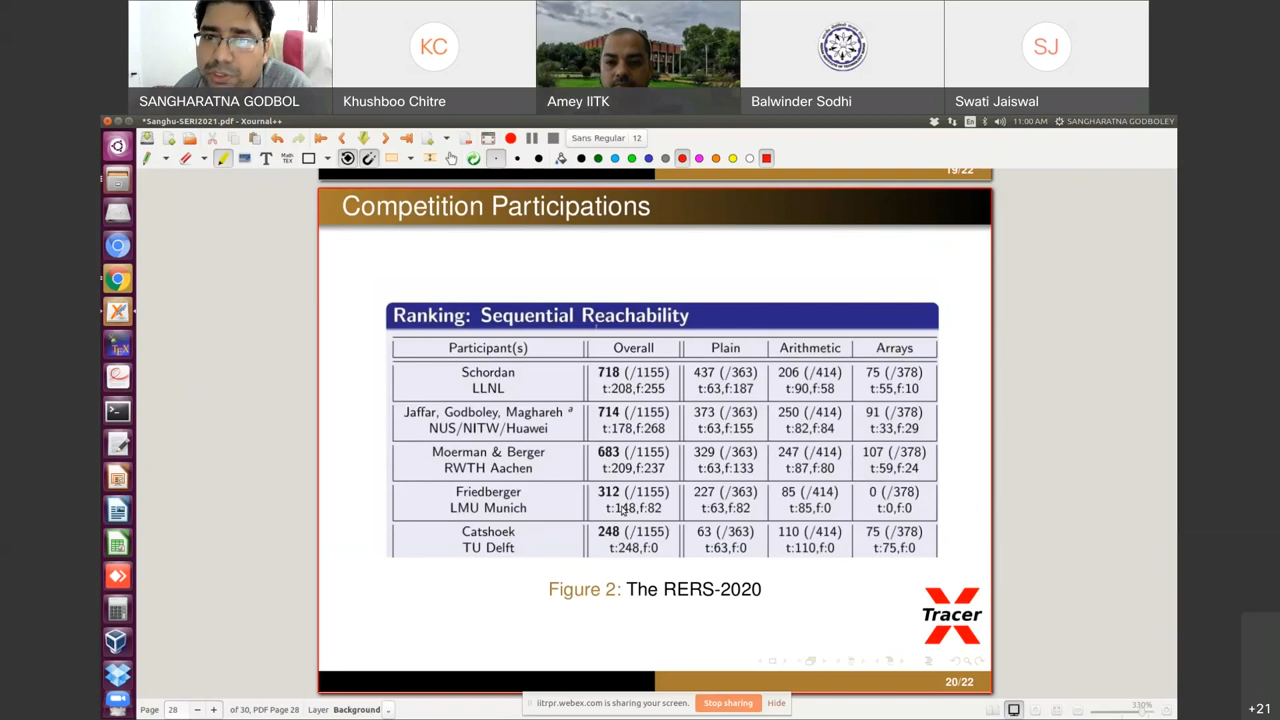 KC
SJ
SANGHARATNA GODBOL
Khushboo Chitre
Amey IITK
Balwinder Sodhi
Swati Jaiswal
*Sanghu-SERI2021.pdf - Xournal++
En
11:00 AM
SANGHARATNA GODBOLEY
Sans Regular 12
19/22
Competition Participations
Ranking: Sequential Reachability
Participant(s) Overall Plain Arithmetic Arrays
Schordan 718 (/1155) 437 (/363) 206 (/414) 75 (/378)
LLNL t:208,f:255 t:63,f:187 t:90,f:58 t:55,f:10
Jaffar, Godboley, Maghareh a 714 (/1155) 373 (/363) 250 (/414) 91 (/378)
NUS/NITW/Huawei t:178,f:268 t:63,f:155 t:82,f:84 t:33,f:29
Moerman & Berger 683 (/1155) 329 (/363) 247 (/414) 107 (/378)
RWTH Aachen t:209,f:237 t:63,f:133 t:87,f:80 t:59,f:24
Friedberger 312 (/1155) 227 (/363) 85 (/414) 0 (/378)
LMU Munich t:148,f:82 t:63,f:82 t:85,f:0 t:0,f:0
Catshoek 248 (/1155) 63 (/363) 110 (/414) 75 (/378)
TU Delft t:248,f:0 t:63,f:0 t:110,f:0 t:75,f:0
Figure 2: The RERS-2020
Tracer
20/22
liitrpr.webex.com is sharing your screen. Stop sharing Hide
Page 28 of 30, PDF Page 28 Layer Background
330%
+21